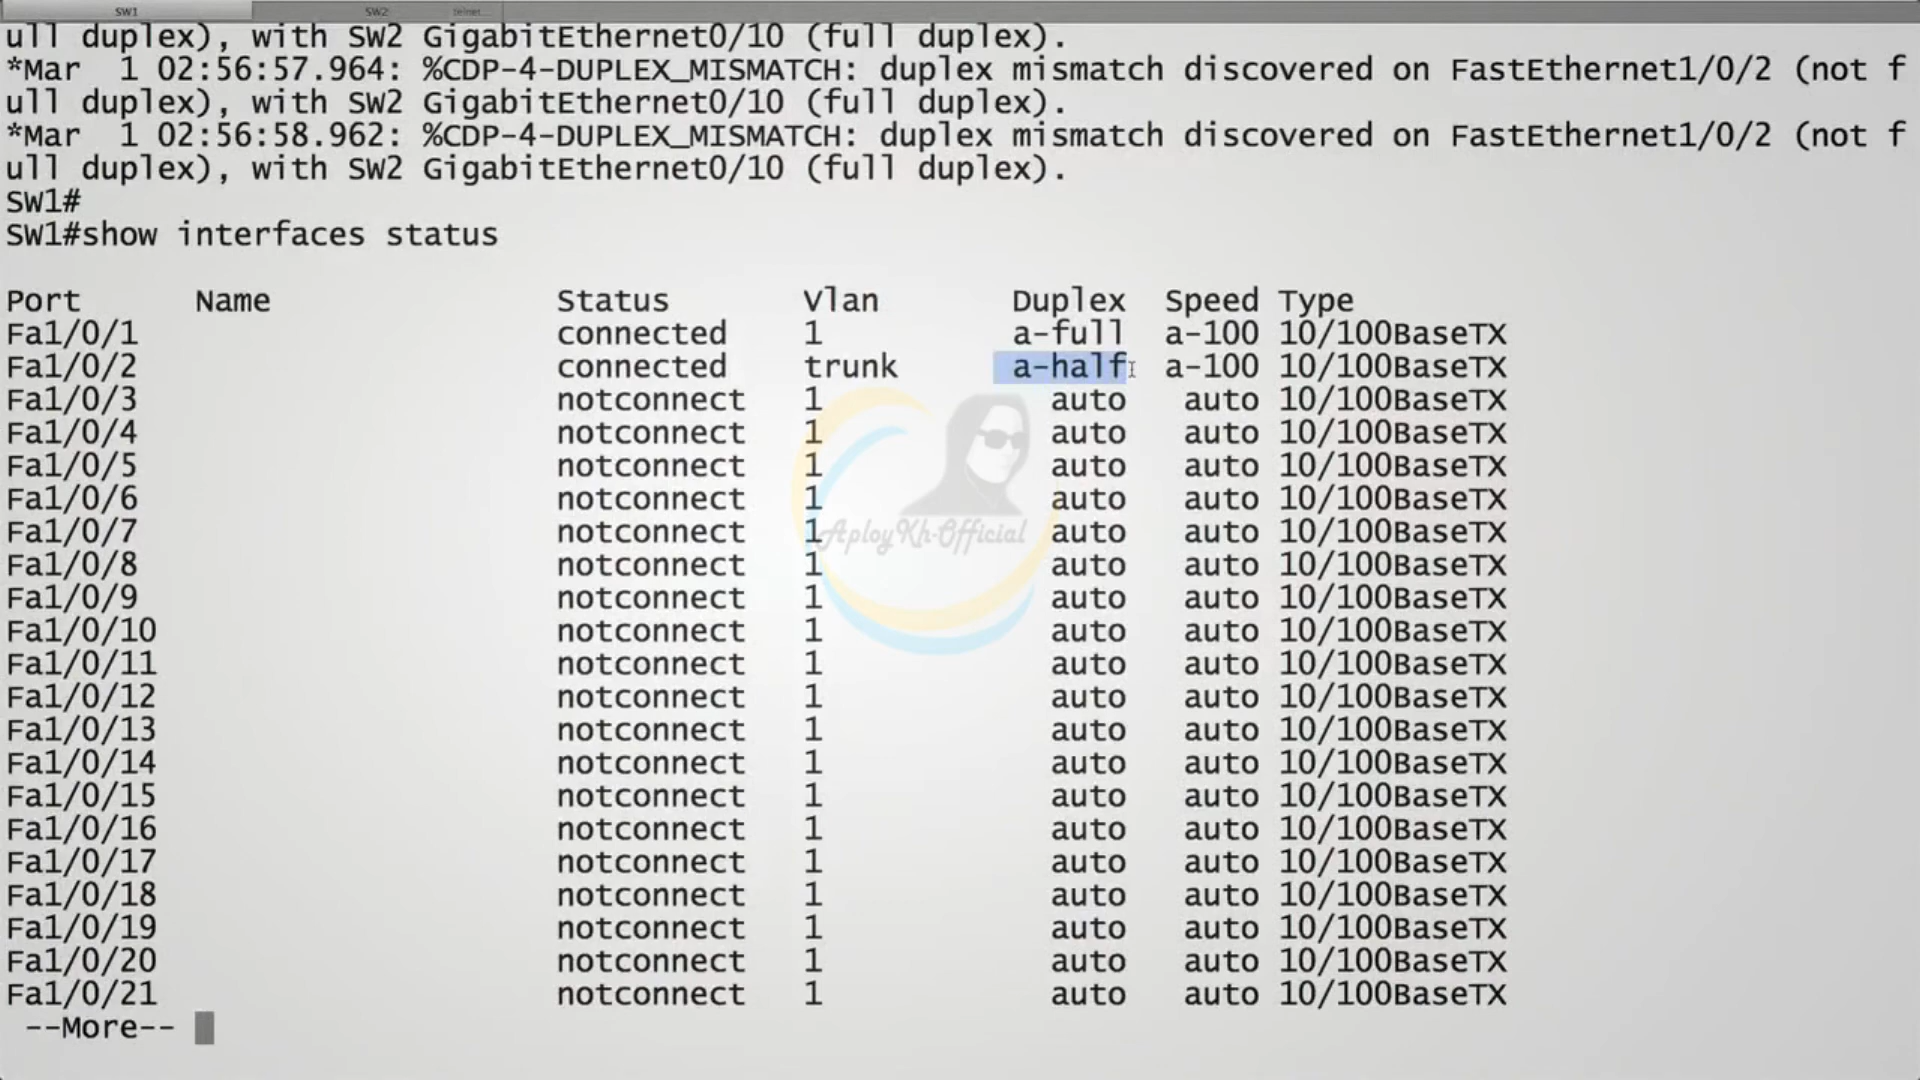 SW1 SW2 telnet...
ull duplex), with SW2 GigabitEthernet0/10 (full duplex).
*Mar  1 02:56:57.964: %CDP-4-DUPLEX_MISMATCH: duplex mismatch discovered on FastEthernet1/0/2 (not f
ull duplex), with SW2 GigabitEthernet0/10 (full duplex).
*Mar  1 02:56:58.962: %CDP-4-DUPLEX_MISMATCH: duplex mismatch discovered on FastEthernet1/0/2 (not f
ull duplex), with SW2 GigabitEthernet0/10 (full duplex).
SW1#
SW1#show interfaces status
Port Name Status Vlan Duplex Speed Type
Fa1/0/1 connected 1 a-full a-100 10/100BaseTX
Fa1/0/2 connected trunk a-half a-100 10/100BaseTX
Fa1/0/3 notconnect 1 auto auto 10/100BaseTX
Fa1/0/4 notconnect 1 auto auto 10/100BaseTX
Fa1/0/5 notconnect 1 auto auto 10/100BaseTX
Fa1/0/6 notconnect 1 auto auto 10/100BaseTX
Fa1/0/7 notconnect 1 auto auto 10/100BaseTX
AployKh-Official
Fa1/0/8 notconnect 1 auto auto 10/100BaseTX
Fa1/0/9 notconnect 1 auto auto 10/100BaseTX
Fa1/0/10 notconnect 1 auto auto 10/100BaseTX
Fa1/0/11 notconnect 1 auto auto 10/100BaseTX
Fa1/0/12 notconnect 1 auto auto 10/100BaseTX
Fa1/0/13 notconnect 1 auto auto 10/100BaseTX
Fa1/0/14 notconnect 1 auto auto 10/100BaseTX
Fa1/0/15 notconnect 1 auto auto 10/100BaseTX
Fa1/0/16 notconnect 1 auto auto 10/100BaseTX
Fa1/0/17 notconnect 1 auto auto 10/100BaseTX
Fa1/0/18 notconnect 1 auto auto 10/100BaseTX
Fa1/0/19 notconnect 1 auto auto 10/100BaseTX
Fa1/0/20 notconnect 1 auto auto 10/100BaseTX
Fa1/0/21 notconnect 1 auto auto 10/100BaseTX
--More--